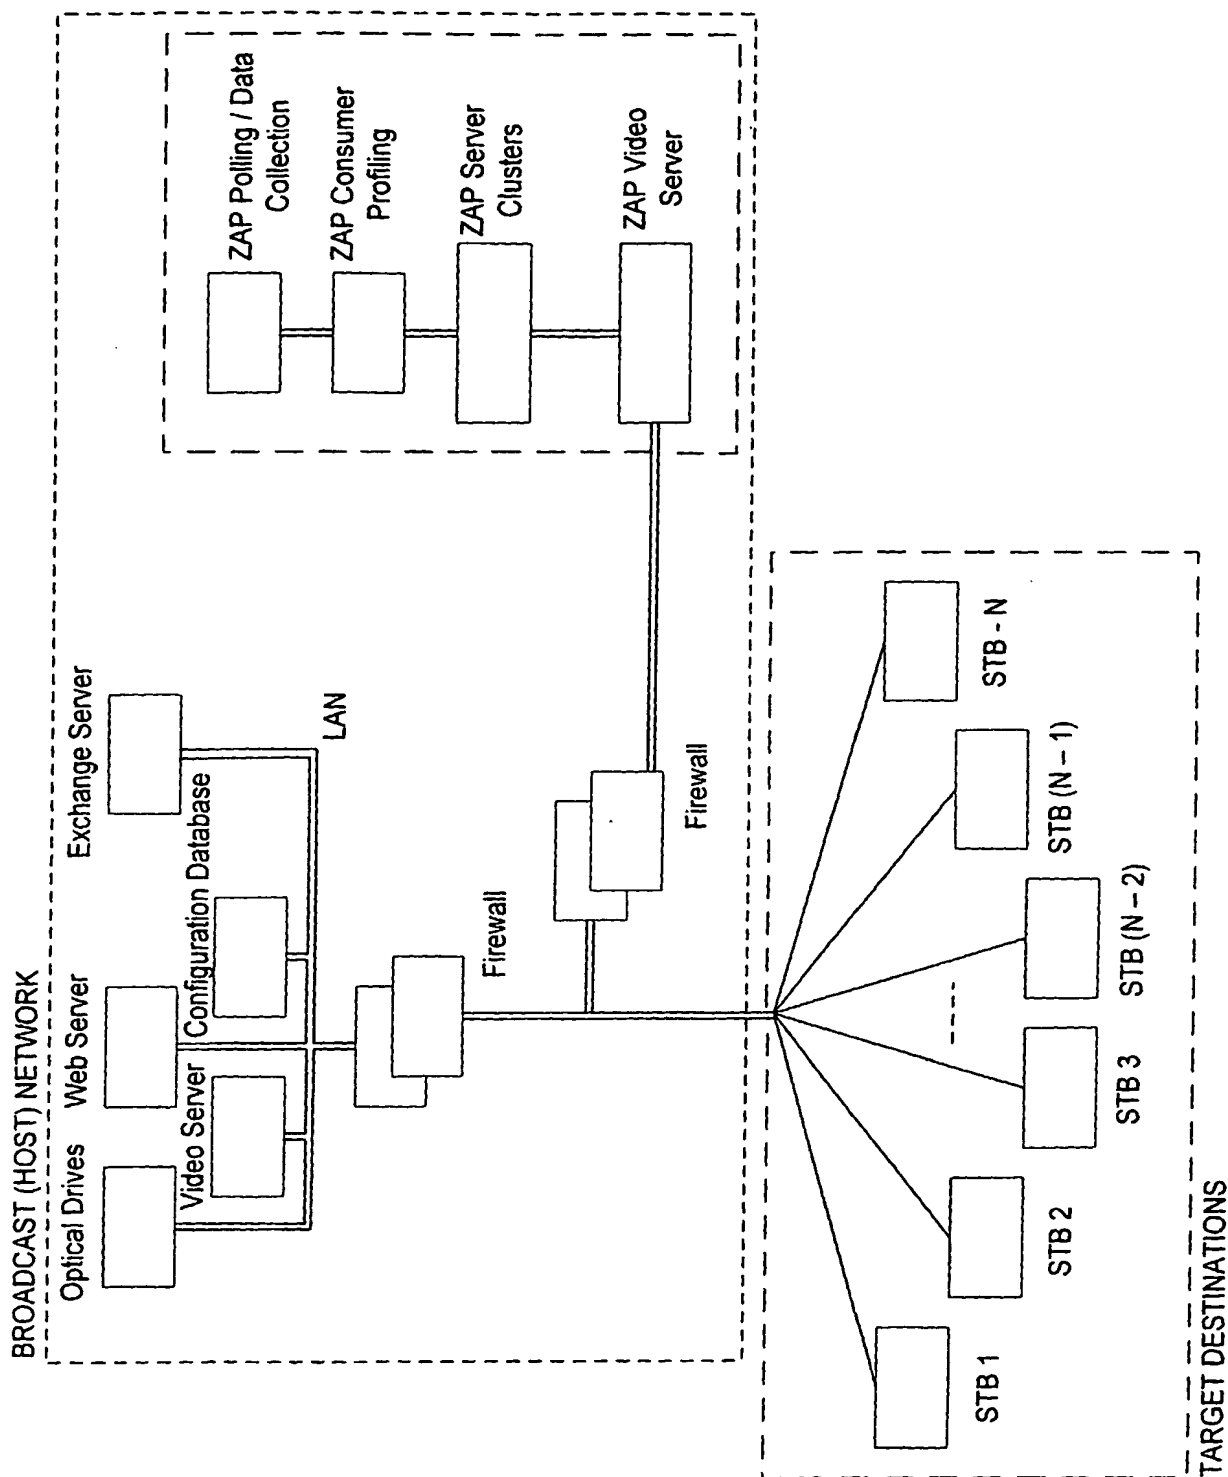 BROADCAST (HOST) NETWORK
Optical Drives
Web Server
Exchange Server
Video Server
Configuration Database
LAN
Firewall
Firewall
ZAP Polling / Data
Collection
ZAP Consumer
Profiling
ZAP Server
Clusters
ZAP Video
Server
STB 1
STB 2
STB 3
STB (N – 2)
STB (N – 1)
STB - N
TARGET DESTINATIONS